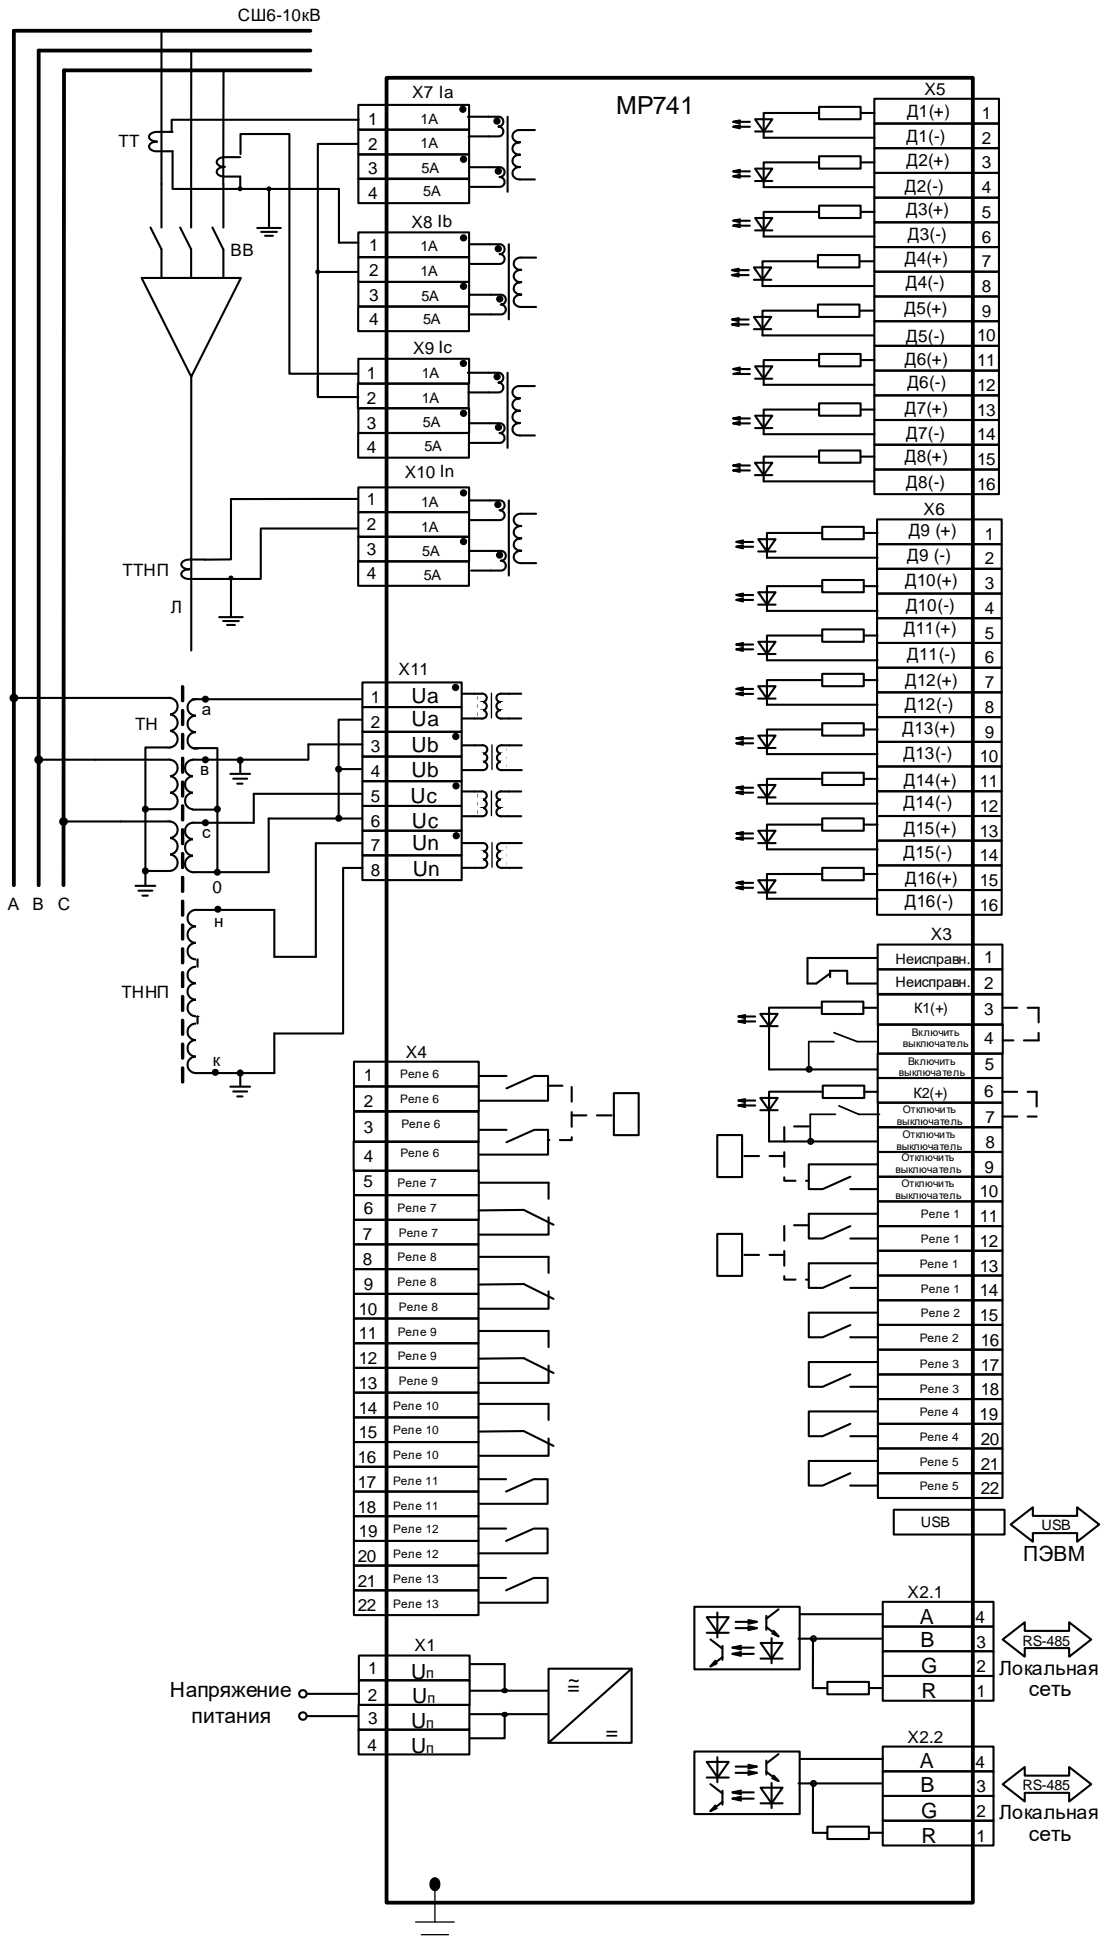 СШ6-10кВ
МР741
ТТ
ВВ
ТТНП
Л
ТН
а
в
с
0
н
к
ТННП
А В С
X7 Ia
1 1А
2 1А
3 5А
4 5А
X8 Ib
1 1А
2 1А
3 5А
4 5А
X9 Ic
1 1А
2 1А
3 5А
4 5А
X10 In
1 1А
2 1А
3 5А
4 5А
X11
1 Ua
2 Ua
3 Ub
4 Ub
5 Uc
6 Uc
7 Un
8 Un
X4
1 Реле 6
2 Реле 6
3 Реле 6
4 Реле 6
5 Реле 7
6 Реле 7
7 Реле 7
8 Реле 8
9 Реле 8
10 Реле 8
11 Реле 9
12 Реле 9
13 Реле 9
14 Реле 10
15 Реле 10
16 Реле 10
17 Реле 11
18 Реле 11
19 Реле 12
20 Реле 12
21 Реле 13
22 Реле 13
X1
1 Uп
2 Uп
3 Uп
4 Uп
Напряжение
питания
≅
=
X5
Д1(+) 1
Д1(-) 2
Д2(+) 3
Д2(-) 4
Д3(+) 5
Д3(-) 6
Д4(+) 7
Д4(-) 8
Д5(+) 9
Д5(-) 10
Д6(+) 11
Д6(-) 12
Д7(+) 13
Д7(-) 14
Д8(+) 15
Д8(-) 16
X6
Д9 (+) 1
Д9 (-) 2
Д10(+) 3
Д10(-) 4
Д11(+) 5
Д11(-) 6
Д12(+) 7
Д12(-) 8
Д13(+) 9
Д13(-) 10
Д14(+) 11
Д14(-) 12
Д15(+) 13
Д15(-) 14
Д16(+) 15
Д16(-) 16
X3
Неисправн. 1
Неисправн. 2
К1(+) 3
Включить
выключатель 4
Включить
выключатель 5
К2(+) 6
Отключить
выключатель 7
Отключить
выключатель 8
Отключить
выключатель 9
Отключить
выключатель 10
Реле 1 11
Реле 1 12
Реле 1 13
Реле 1 14
Реле 2 15
Реле 2 16
Реле 3 17
Реле 3 18
Реле 4 19
Реле 4 20
Реле 5 21
Реле 5 22
USB
USB
ПЭВМ
X2.1
A 4
B 3
G 2
R 1
RS-485
Локальная
сеть
X2.2
A 4
B 3
G 2
R 1
RS-485
Локальная
сеть